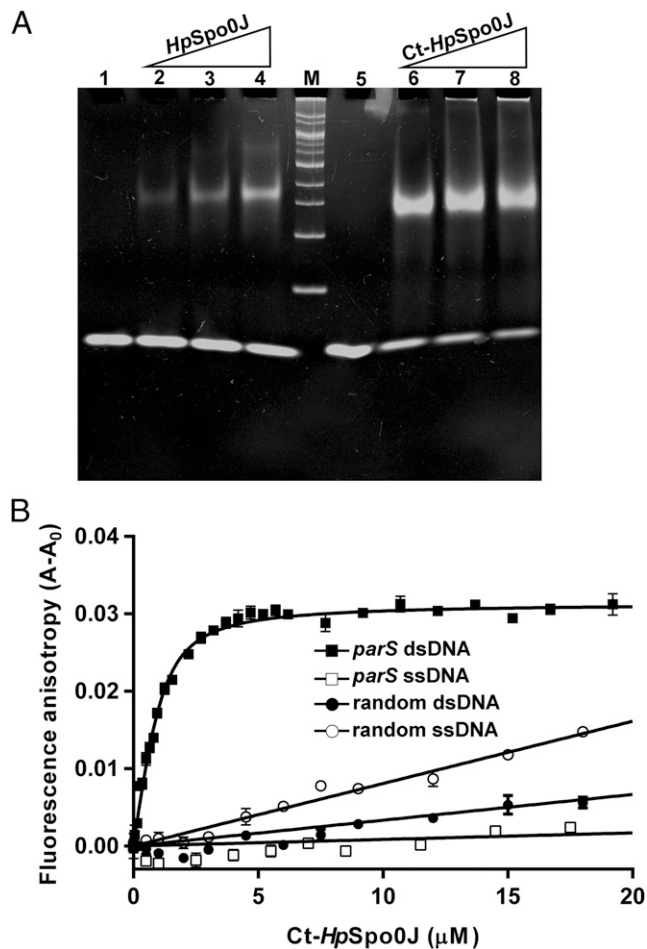 A
HpSpo0J
Ct-HpSpo0J
1 2 3 4 M 5 6 7 8
B
Fluorescence anisotropy (A-A₀)
0.04
0.03
0.02
0.01
0.00
parS dsDNA
parS ssDNA
random dsDNA
random ssDNA
0 5 10 15 20
Ct-HpSpo0J (μM)